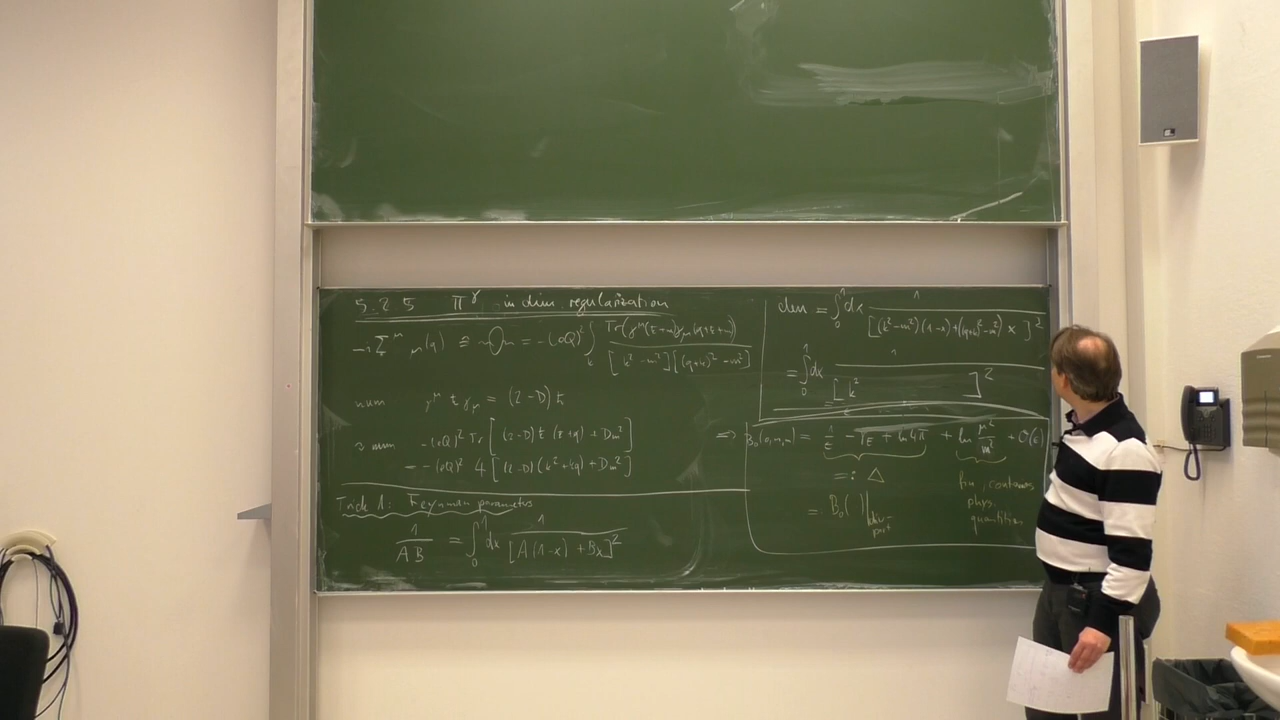 5.2.5 Π^γ in dim. regularization
-i Σ^μ_μ(q) ≙ = -(eQ)² ∫_k Tr(γ^μ(k̸+m)γ_μ(q̸+k̸+m)) / [k²-m²][(q+k)²-m²]
num γ^μ k̸ γ_μ = (2-D) k̸
⇒ num -(eQ)² Tr[(2-D) k̸ (k̸+q̸) + Dm²]
= -(eQ)² 4 [(2-D)(k²+kq) + Dm²]
Trick 1: Feynman parameters
1/AB = ∫₀¹ dx 1/[A(1-x) + Bx]²
den = ∫₀¹ dx 1/[(k²-m²)(1-x)+((q+k)²-m²)x]²
= ∫₀¹ dx 1/[k² ]²
⇒ B₀(0,m,m) = 1/ε - γ_E + ln 4π + ln μ²/m² + O(ε)
=: Δ
fin, contains
phys.
quantities
= B₀( )|div-
part